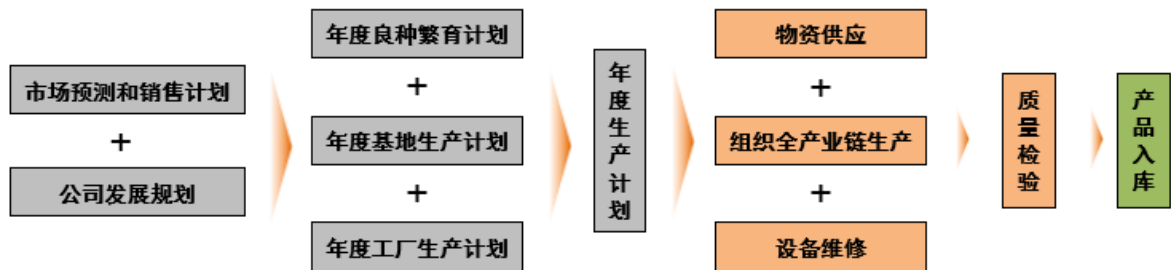 市场预测和销售计划
+
公司发展规划
年度良种繁育计划
+
年度基地生产计划
+
年度工厂生产计划
年度生产计划
物资供应
+
组织全产业链生产
+
设备维修
质量检验
产品入库